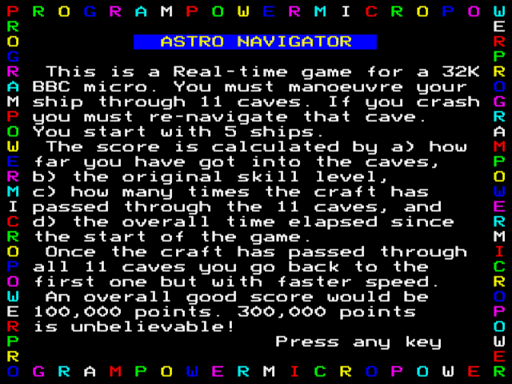 PROGRAMPOWERMICROPOW
ROGRAMPOWERMICROPOWERPR
ASTRO NAVIGATOR
This is a Real-time game for a 32K
BBC micro. You must manoeuvre your
ship through 11 caves. If you crash
you must re-navigate that cave.
You start with 5 ships.
The score is calculated by a) how
far you have got into the caves,
b) the original skill level,
c) how many times the craft has
passed through the 11 caves, and
d) the overall time elapsed since
the start of the game.
Once the craft has passed through
all 11 caves you go back to the
first one but with faster speed.
An overall good score would be
100,000 points. 300,000 points
is unbelievable!
Press any key
ERPROGRAMPOWERMICROPOWE
OGRAMPOWERMICROPOWER